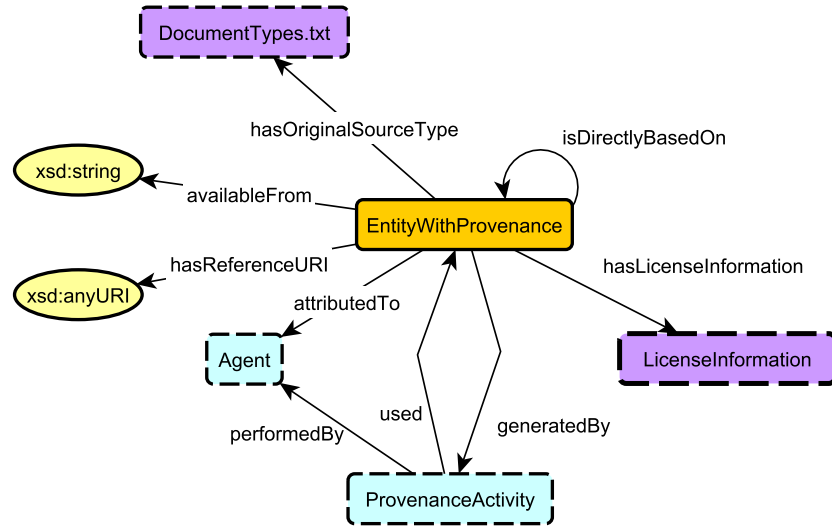 DocumentTypes.txt
hasOriginalSourceType
isDirectlyBasedOn
xsd:string
availableFrom
EntityWithProvenance
hasReferenceURI
hasLicenseInformation
xsd:anyURI
attributedTo
Agent
LicenseInformation
used
generatedBy
performedBy
ProvenanceActivity